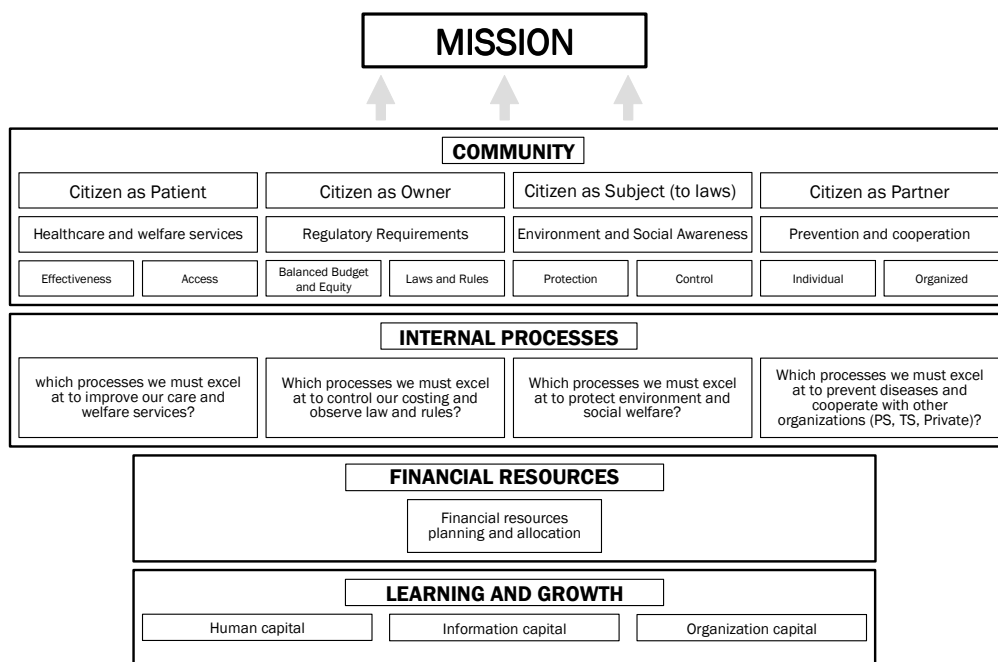 MISSION
COMMUNITY
Citizen as Patient
Citizen as Owner
Citizen as Subject (to laws)
Citizen as Partner
Healthcare and welfare services
Regulatory Requirements
Environment and Social Awareness
Prevention and cooperation
Effectiveness
Access
Balanced Budget
and Equity
Laws and Rules
Protection
Control
Individual
Organized
INTERNAL PROCESSES
which processes we must excel
at to improve our care and
welfare services?
Which processes we must excel
at to control our costing and
observe law and rules?
Which processes we must excel
at to protect environment and
social welfare?
Which processes we must excel
at to prevent diseases and
cooperate with other
organizations (PS, TS, Private)?
FINANCIAL RESOURCES
Financial resources
planning and allocation
LEARNING AND GROWTH
Human capital
Information capital
Organization capital